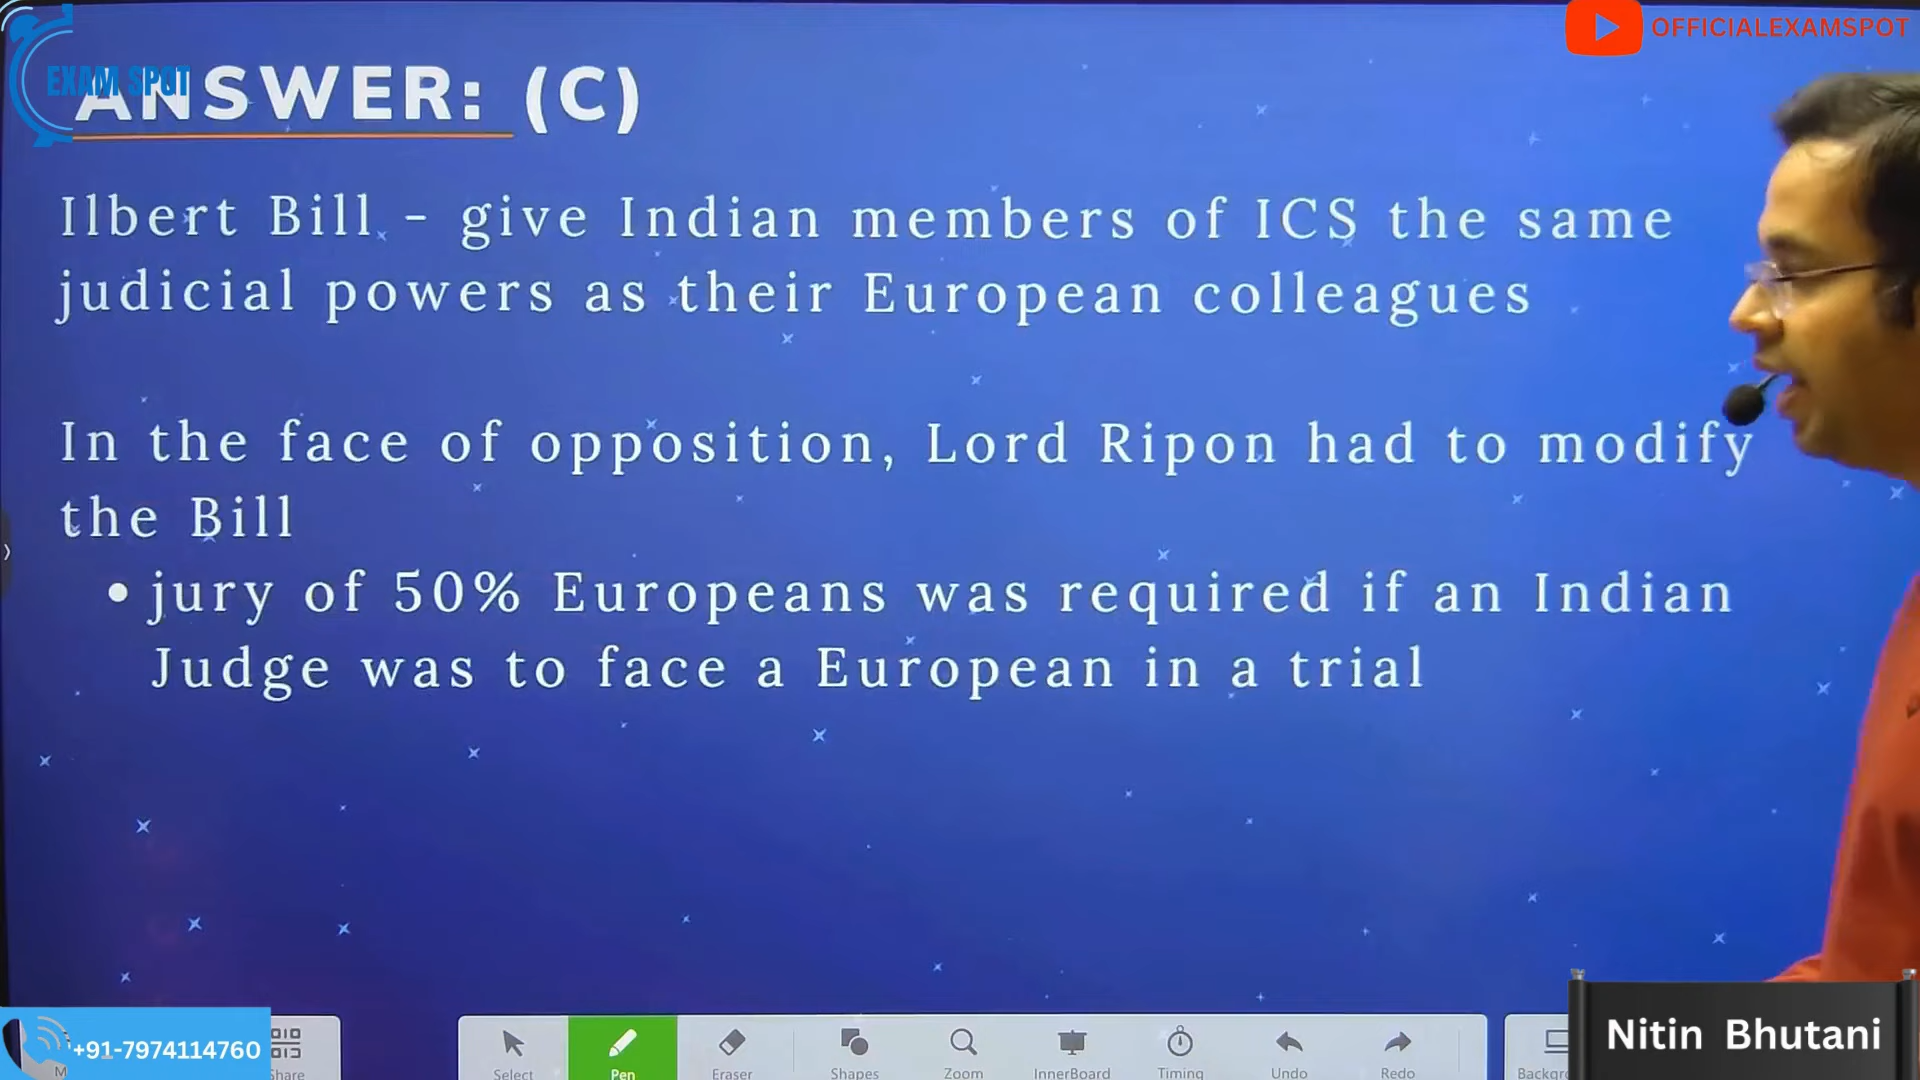 OFFICIALEXAMSPOT
EXAM SPOT
ANSWER: (C)
Ilbert Bill - give Indian members of ICS the same
judicial powers as their European colleagues
In the face of opposition, Lord Ripon had to modify
the Bill
• jury of 50% Europeans was required if an Indian
Judge was to face a European in a trial
+91-7974114760
Share
Select
Pen
Eraser
Shapes
Zoom
InnerBoard
Timing
Undo
Redo
Nitin Bhutani